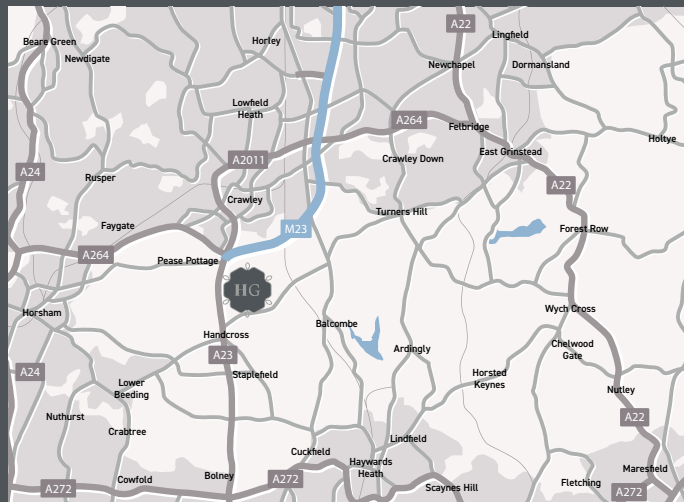 A22
Lingfield
Beare Green
Horley
Newdigate
Newchapel
Dormansland
Lowfield
Heath
A264
Felbridge
Holtye
A2011
Crawley Down
East Grinstead
A24
Rusper
A22
Crawley
Turners Hill
Faygate
M23
Forest Row
A264
Pease Pottage
HG
Horsham
Wych Cross
Balcombe
Handcross
Ardingly
Chelwood
Gate
A23
A24
Staplefield
Horsted
Keynes
Lower
Beeding
Nutley
Nuthurst
A22
Crabtree
Lindfield
Cuckfield
Haywards
Heath
Maresfield
Bolney
A272
Cowfold
Fletching
A272
Scaynes Hill
A272